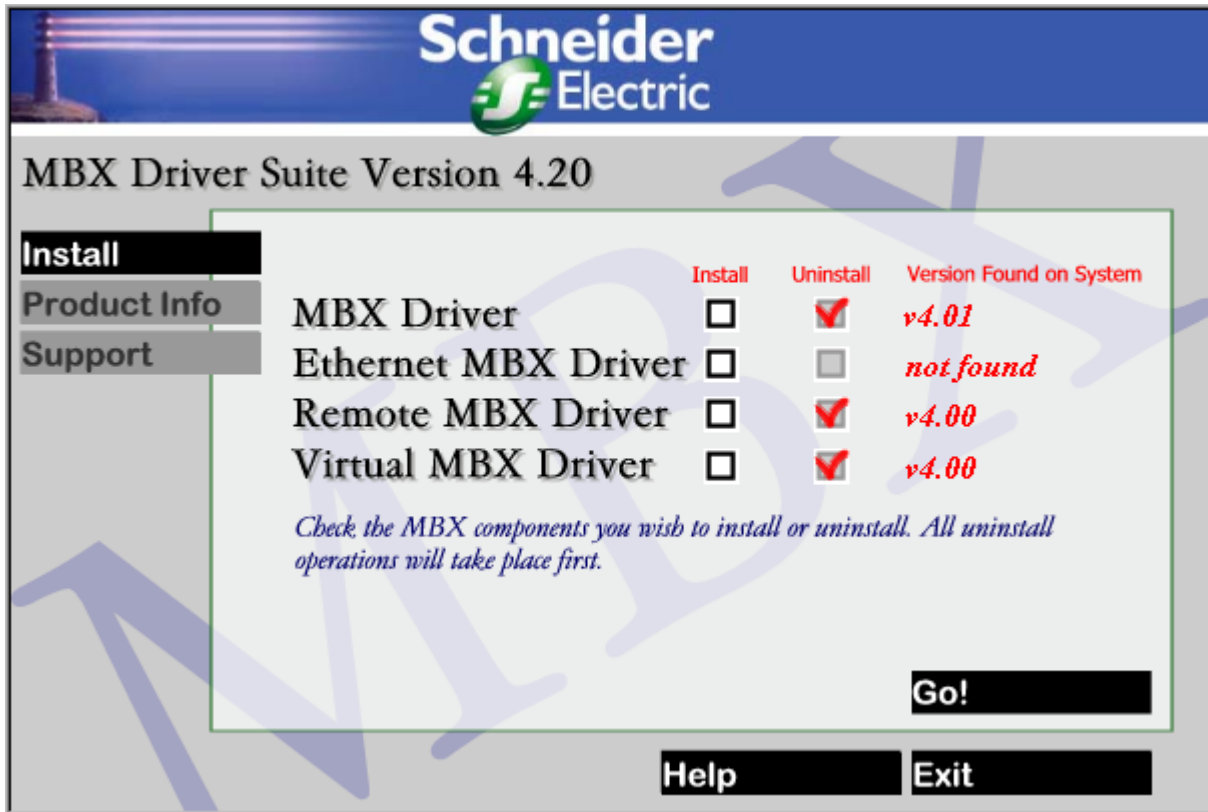 Schneider
Electric
MBX Driver Suite Version 4.20
Install
Product Info
Support
Install Uninstall Version Found on System
MBX Driver v4.01
Ethernet MBX Driver not found
Remote MBX Driver v4.00
Virtual MBX Driver v4.00
Check the MBX components you wish to install or uninstall. All uninstall
operations will take place first.
Go!
Help Exit
MBX